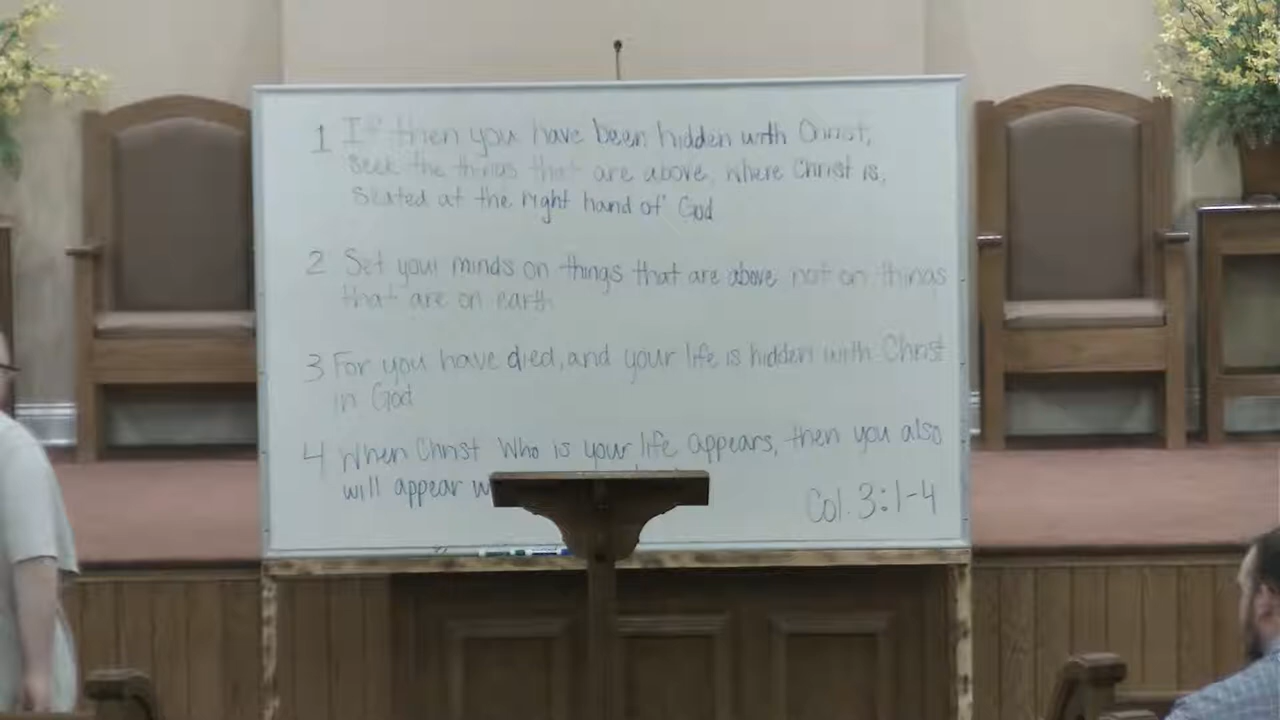 1 If then you have been hidden with Christ,
seek the things that are above, where Christ is,
seated at the right hand of God
2 Set your minds on things that are above not on things
that are on earth
3 For you have died, and your life is hidden with Christ
in God
4 When Christ Who is your life appears, then you also
will appear
Col. 3:1-4